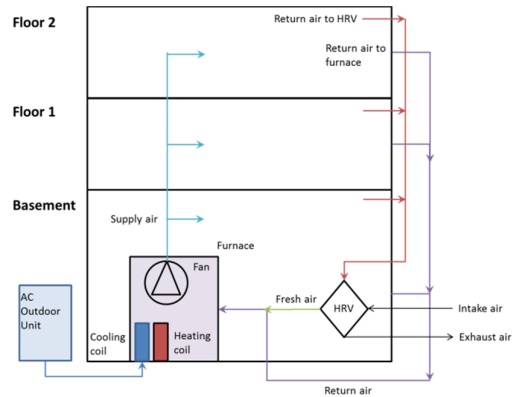 Floor 2
Return air to HRV
Return air to
furnace
Floor 1
Basement
Supply air
Furnace
Fan
AC
Outdoor
Unit
Cooling
coil
Heating
coil
Fresh air
HRV
Intake air
Exhaust air
Return air